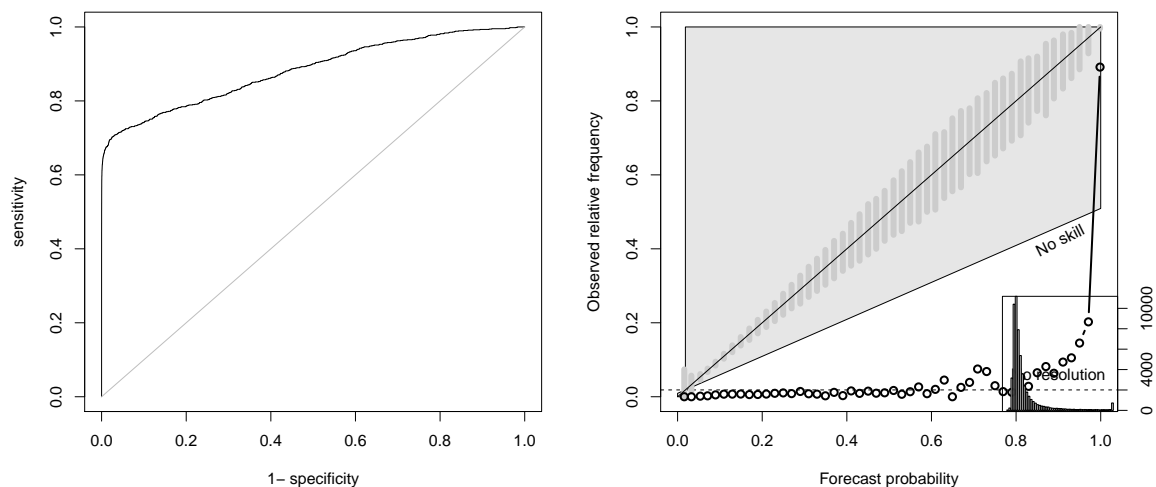 sensitivity
1.0
0.8
0.6
0.4
0.2
0.0
0.0 0.2 0.4 0.6 0.8 1.0
1− specificity
Observed relative frequency
1.0
0.8
0.6
0.4
0.2
0.0
No skill
o resolution
10000
4000
0
0.0 0.2 0.4 0.6 0.8 1.0
Forecast probability